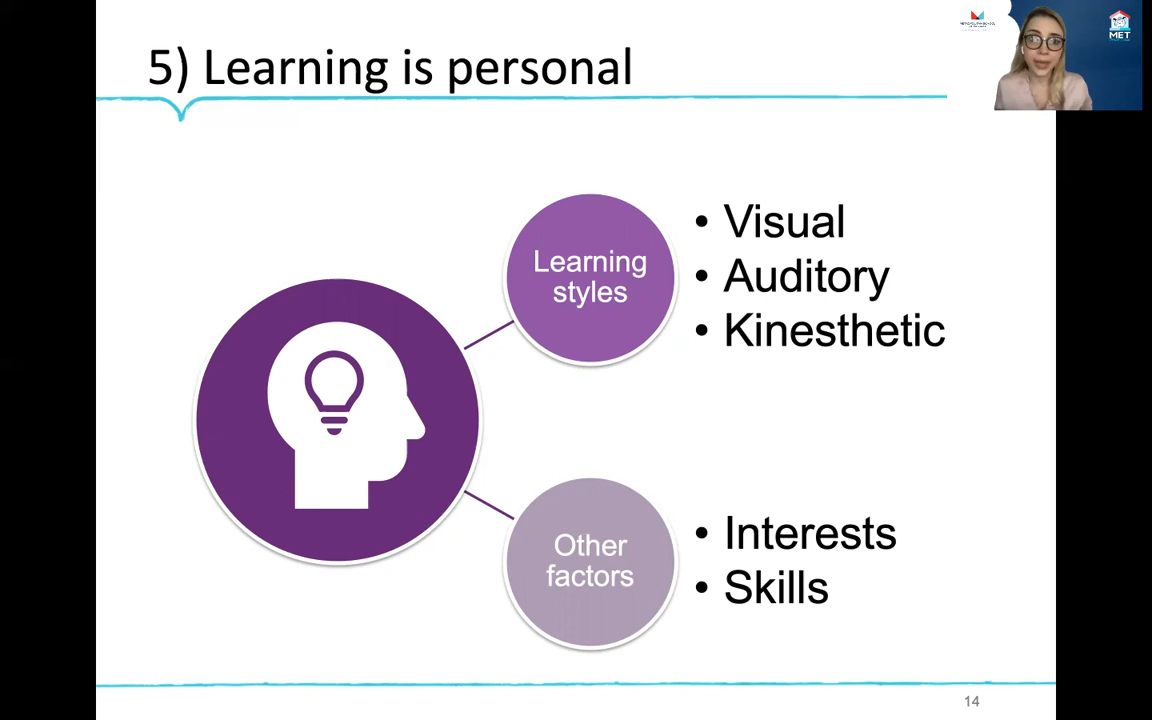 5) Learning is personal
MET
Learning
styles
• Visual
• Auditory
• Kinesthetic
Other
factors
• Interests
• Skills
14